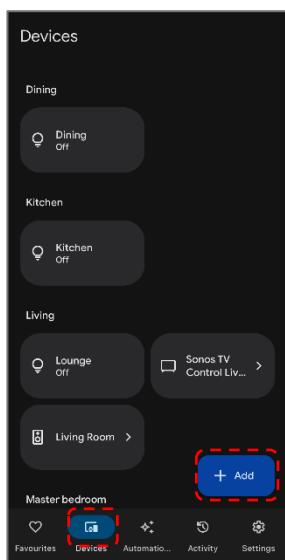 Devices
Dining
Dining
Off
Kitchen
Kitchen
Off
Living
Lounge
Off
Sonos TV
Control Liv...
Living Room
+ Add
Master bedroom
Favourites Devices Automatio... Activity Settings